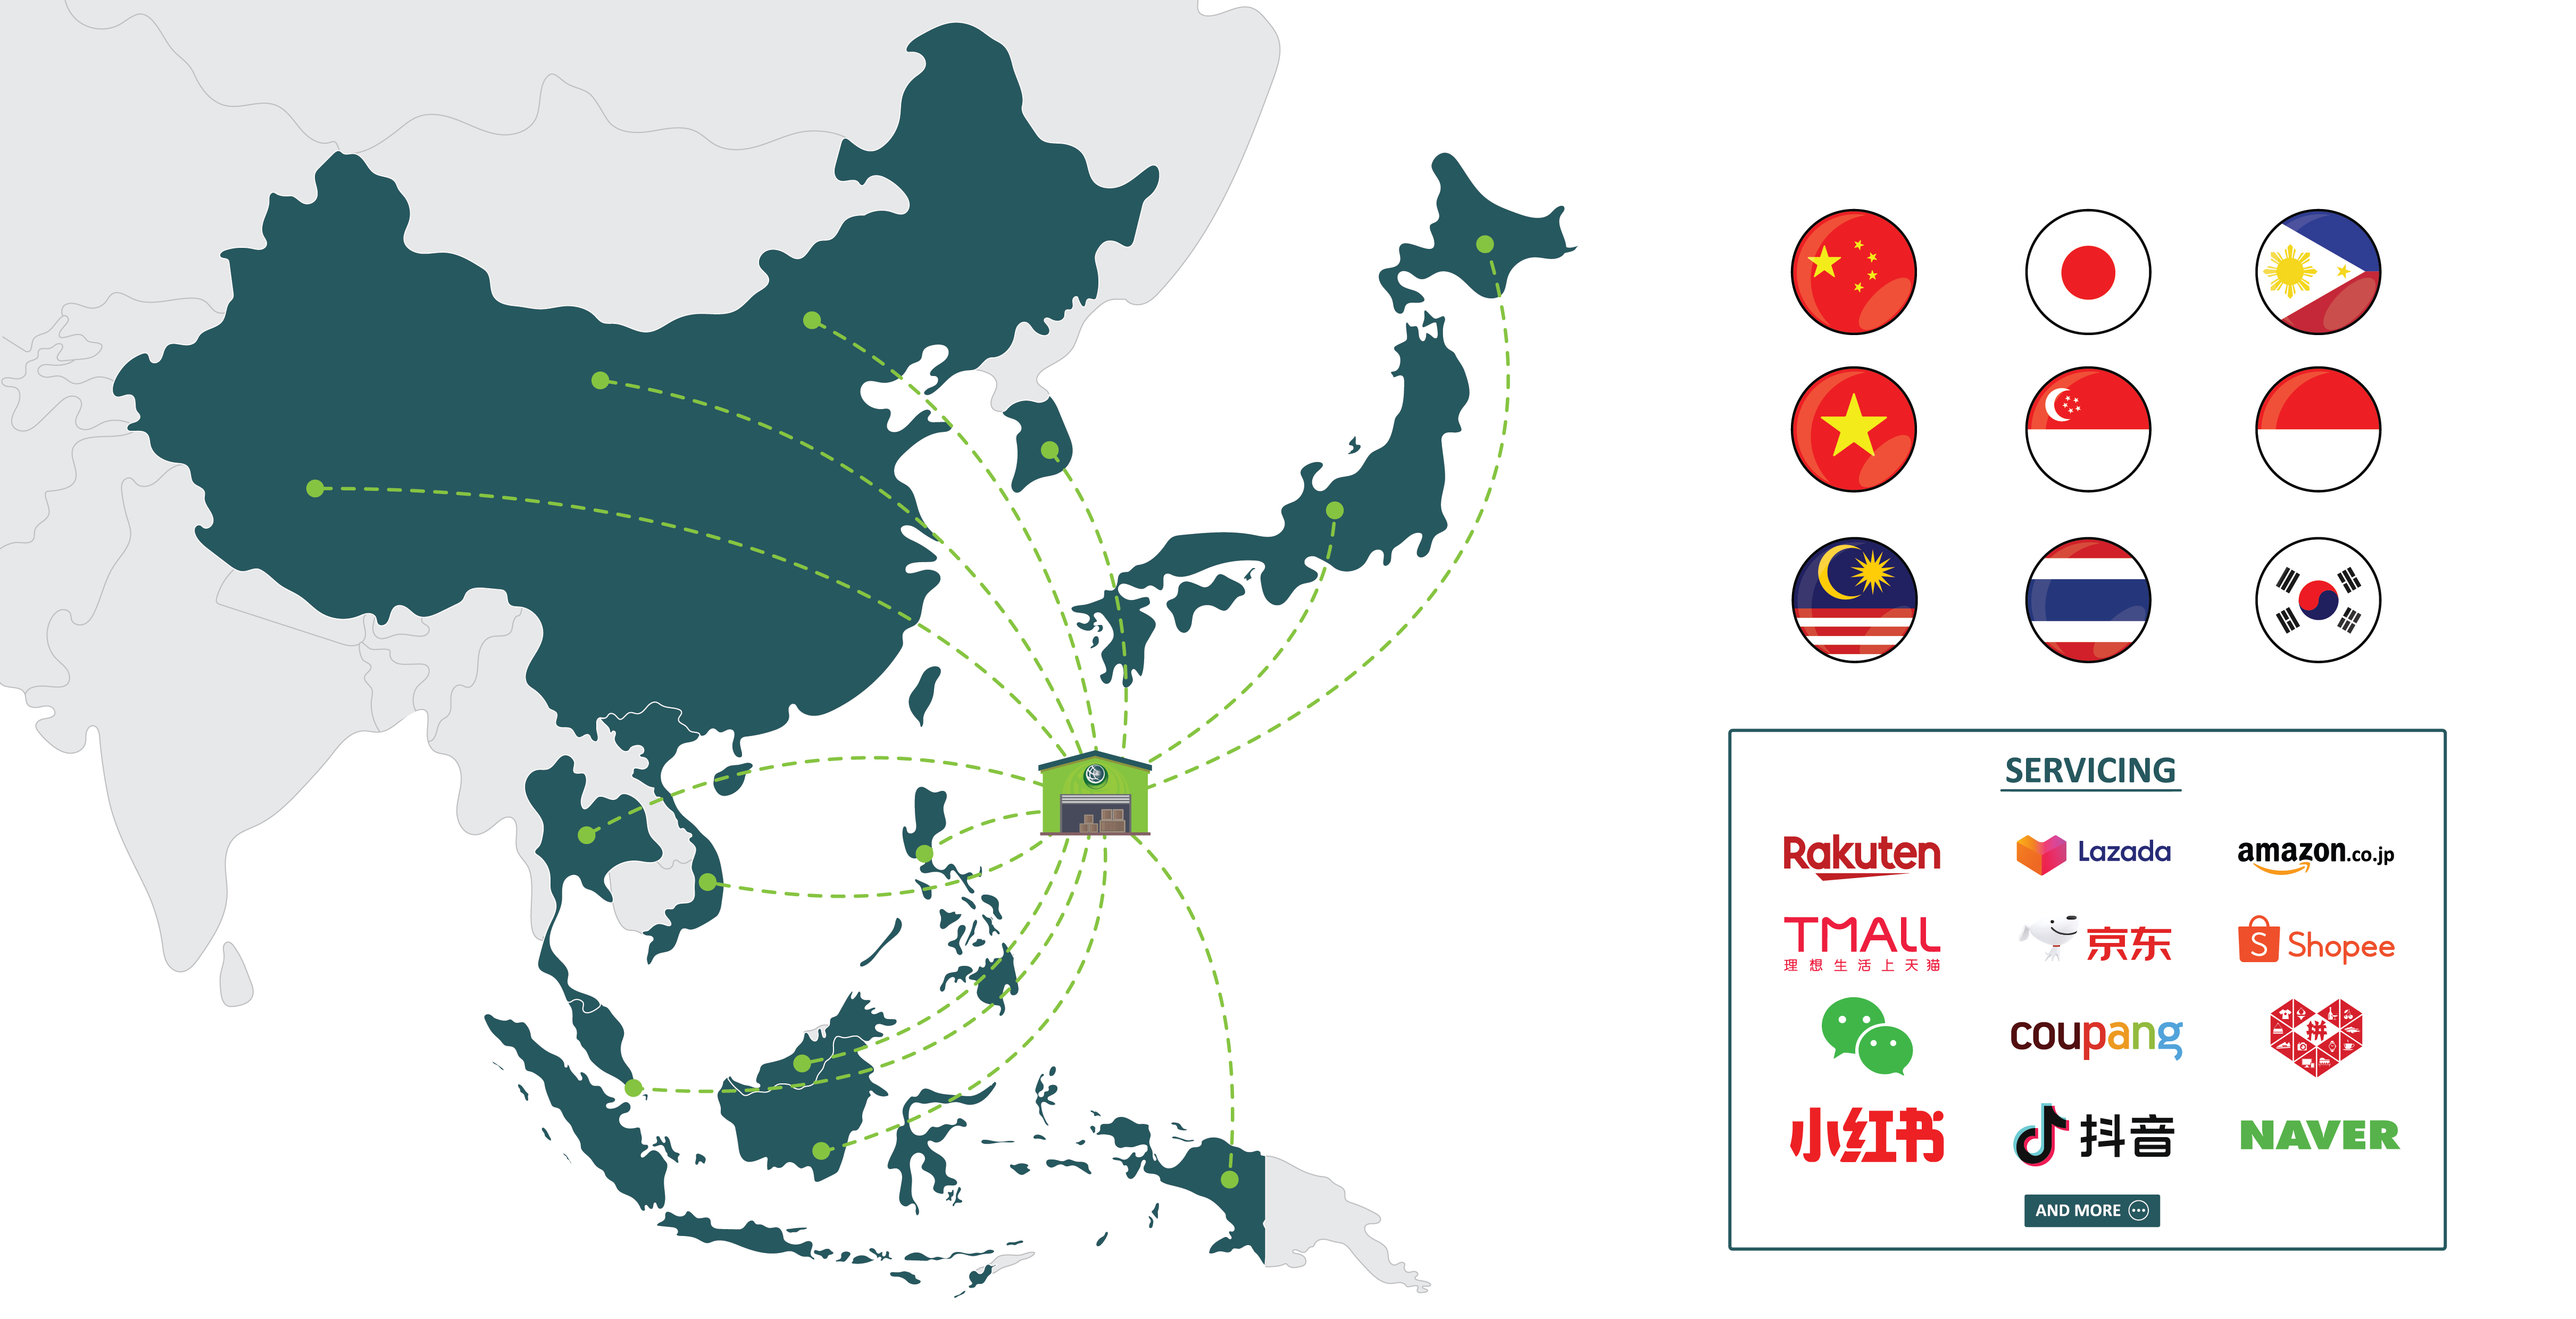 SERVICING
Rakuten
Lazada
amazon.co.jp
TMALL
理想生活上天猫
京东
S
Shopee
coupang
拼
小红书
抖音
NAVER
AND MORE